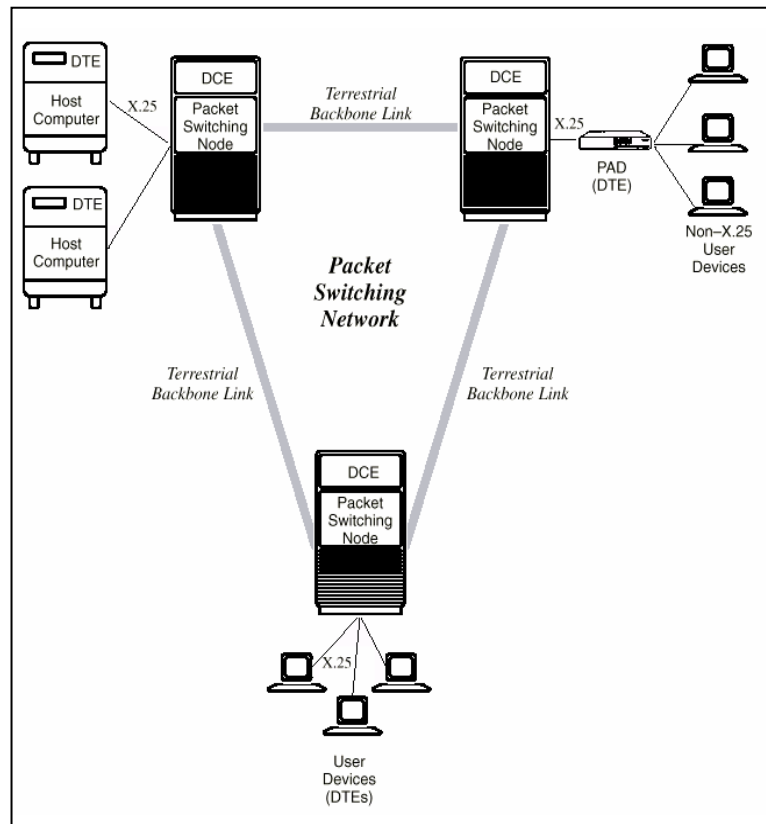 DTE
Host
Computer
X.25
DCE
Packet
Switching
Node
Terrestrial
Backbone Link
DCE
Packet
Switching
Node
X.25
PAD
(DTE)
Non–X.25
User
Devices
DTE
Host
Computer
Packet
Switching
Network
Terrestrial
Backbone Link
Terrestrial
Backbone Link
DCE
Packet
Switching
Node
X.25
User
Devices
(DTEs)